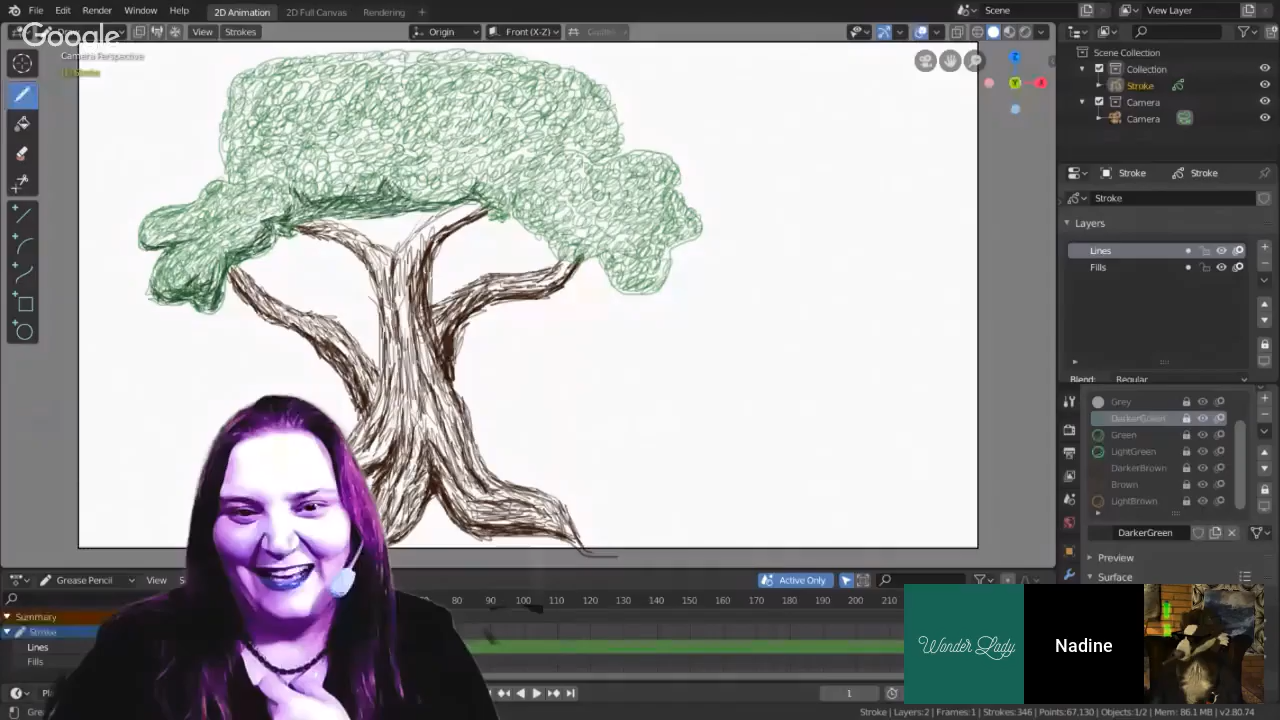 File Edit Render Window Help 2D Animation 2D Full Canvas Rendering + Scene View Layer
Google
View Strokes Origin Front (X-Z)
Camera Perspective
Scene Collection
Collection
Stroke
Camera
Camera
Stroke Stroke
Stroke
Layers
Lines
Fills
Blend: Regular
Grey
DarkerGreen
Green
LightGreen
DarkerBrown
Brown
LightBrown
DarkerGreen
Preview
Surface
Grease Pencil View Active Only
80 90 100 110 120 130 140 150 160 170 180 190 200 210
Summary
Stroke
Lines
Fills
Wonder Lady
Nadine
1
Stroke | Layers:2 | Frames:1 | Strokes:346 | Points:67,130 | Objects:1/2 | Mem: 86.1 MB | v2.80.74